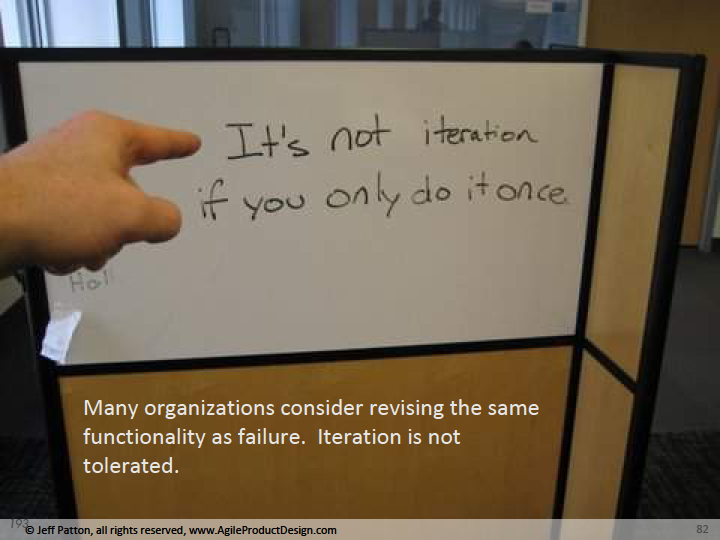 It's not iteration
if you only do it once.
Many organizations consider revising the same
functionality as failure.  Iteration is not
tolerated.
193
© Jeff Patton, all rights reserved, www.AgileProductDesign.com
82